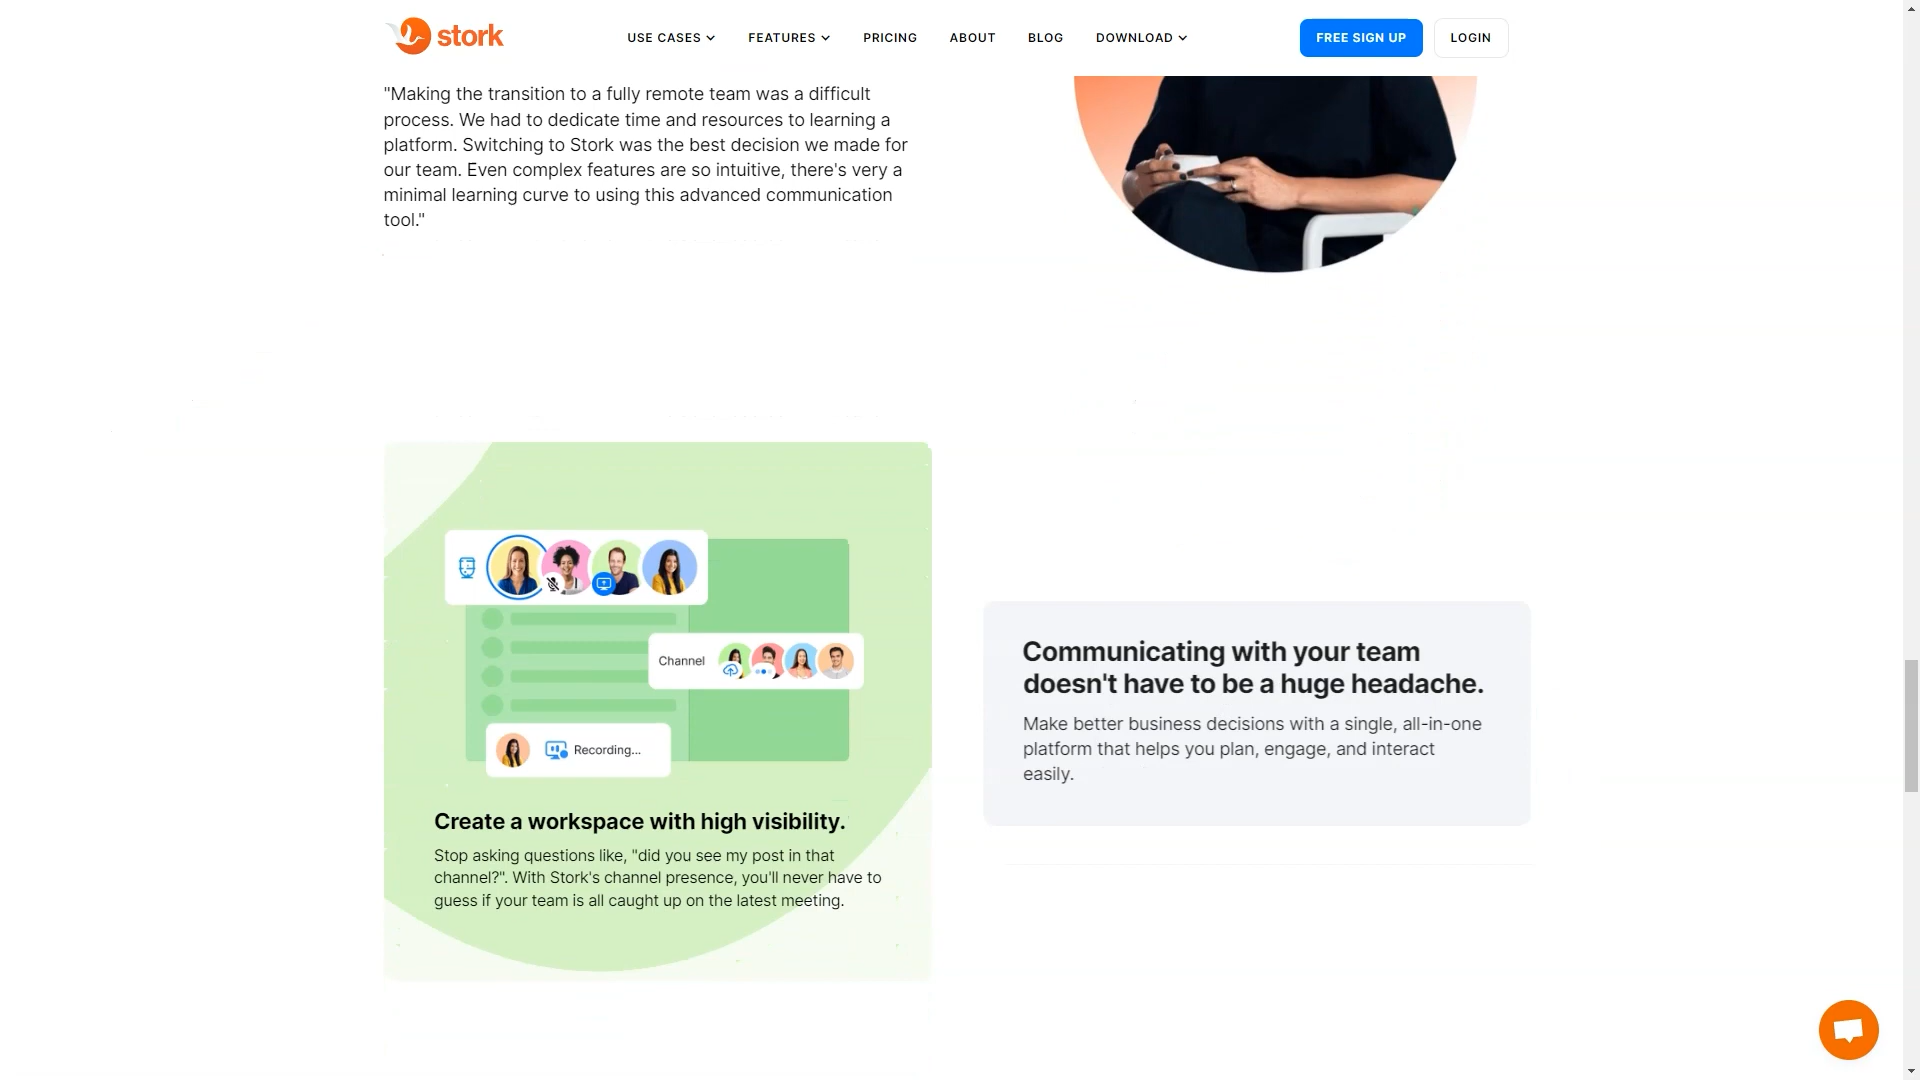 stork
USE CASES
FEATURES
PRICING
ABOUT
BLOG
DOWNLOAD
FREE SIGN UP
LOGIN
"Making the transition to a fully remote team was a difficult
process. We had to dedicate time and resources to learning a
platform. Switching to Stork was the best decision we made for
our team. Even complex features are so intuitive, there's very a
minimal learning curve to using this advanced communication
tool."
Channel
Recording...
Create a workspace with high visibility.
Stop asking questions like, "did you see my post in that
channel?". With Stork's channel presence, you'll never have to
guess if your team is all caught up on the latest meeting.
Communicating with your team
doesn't have to be a huge headache.
Make better business decisions with a single, all-in-one
platform that helps you plan, engage, and interact
easily.